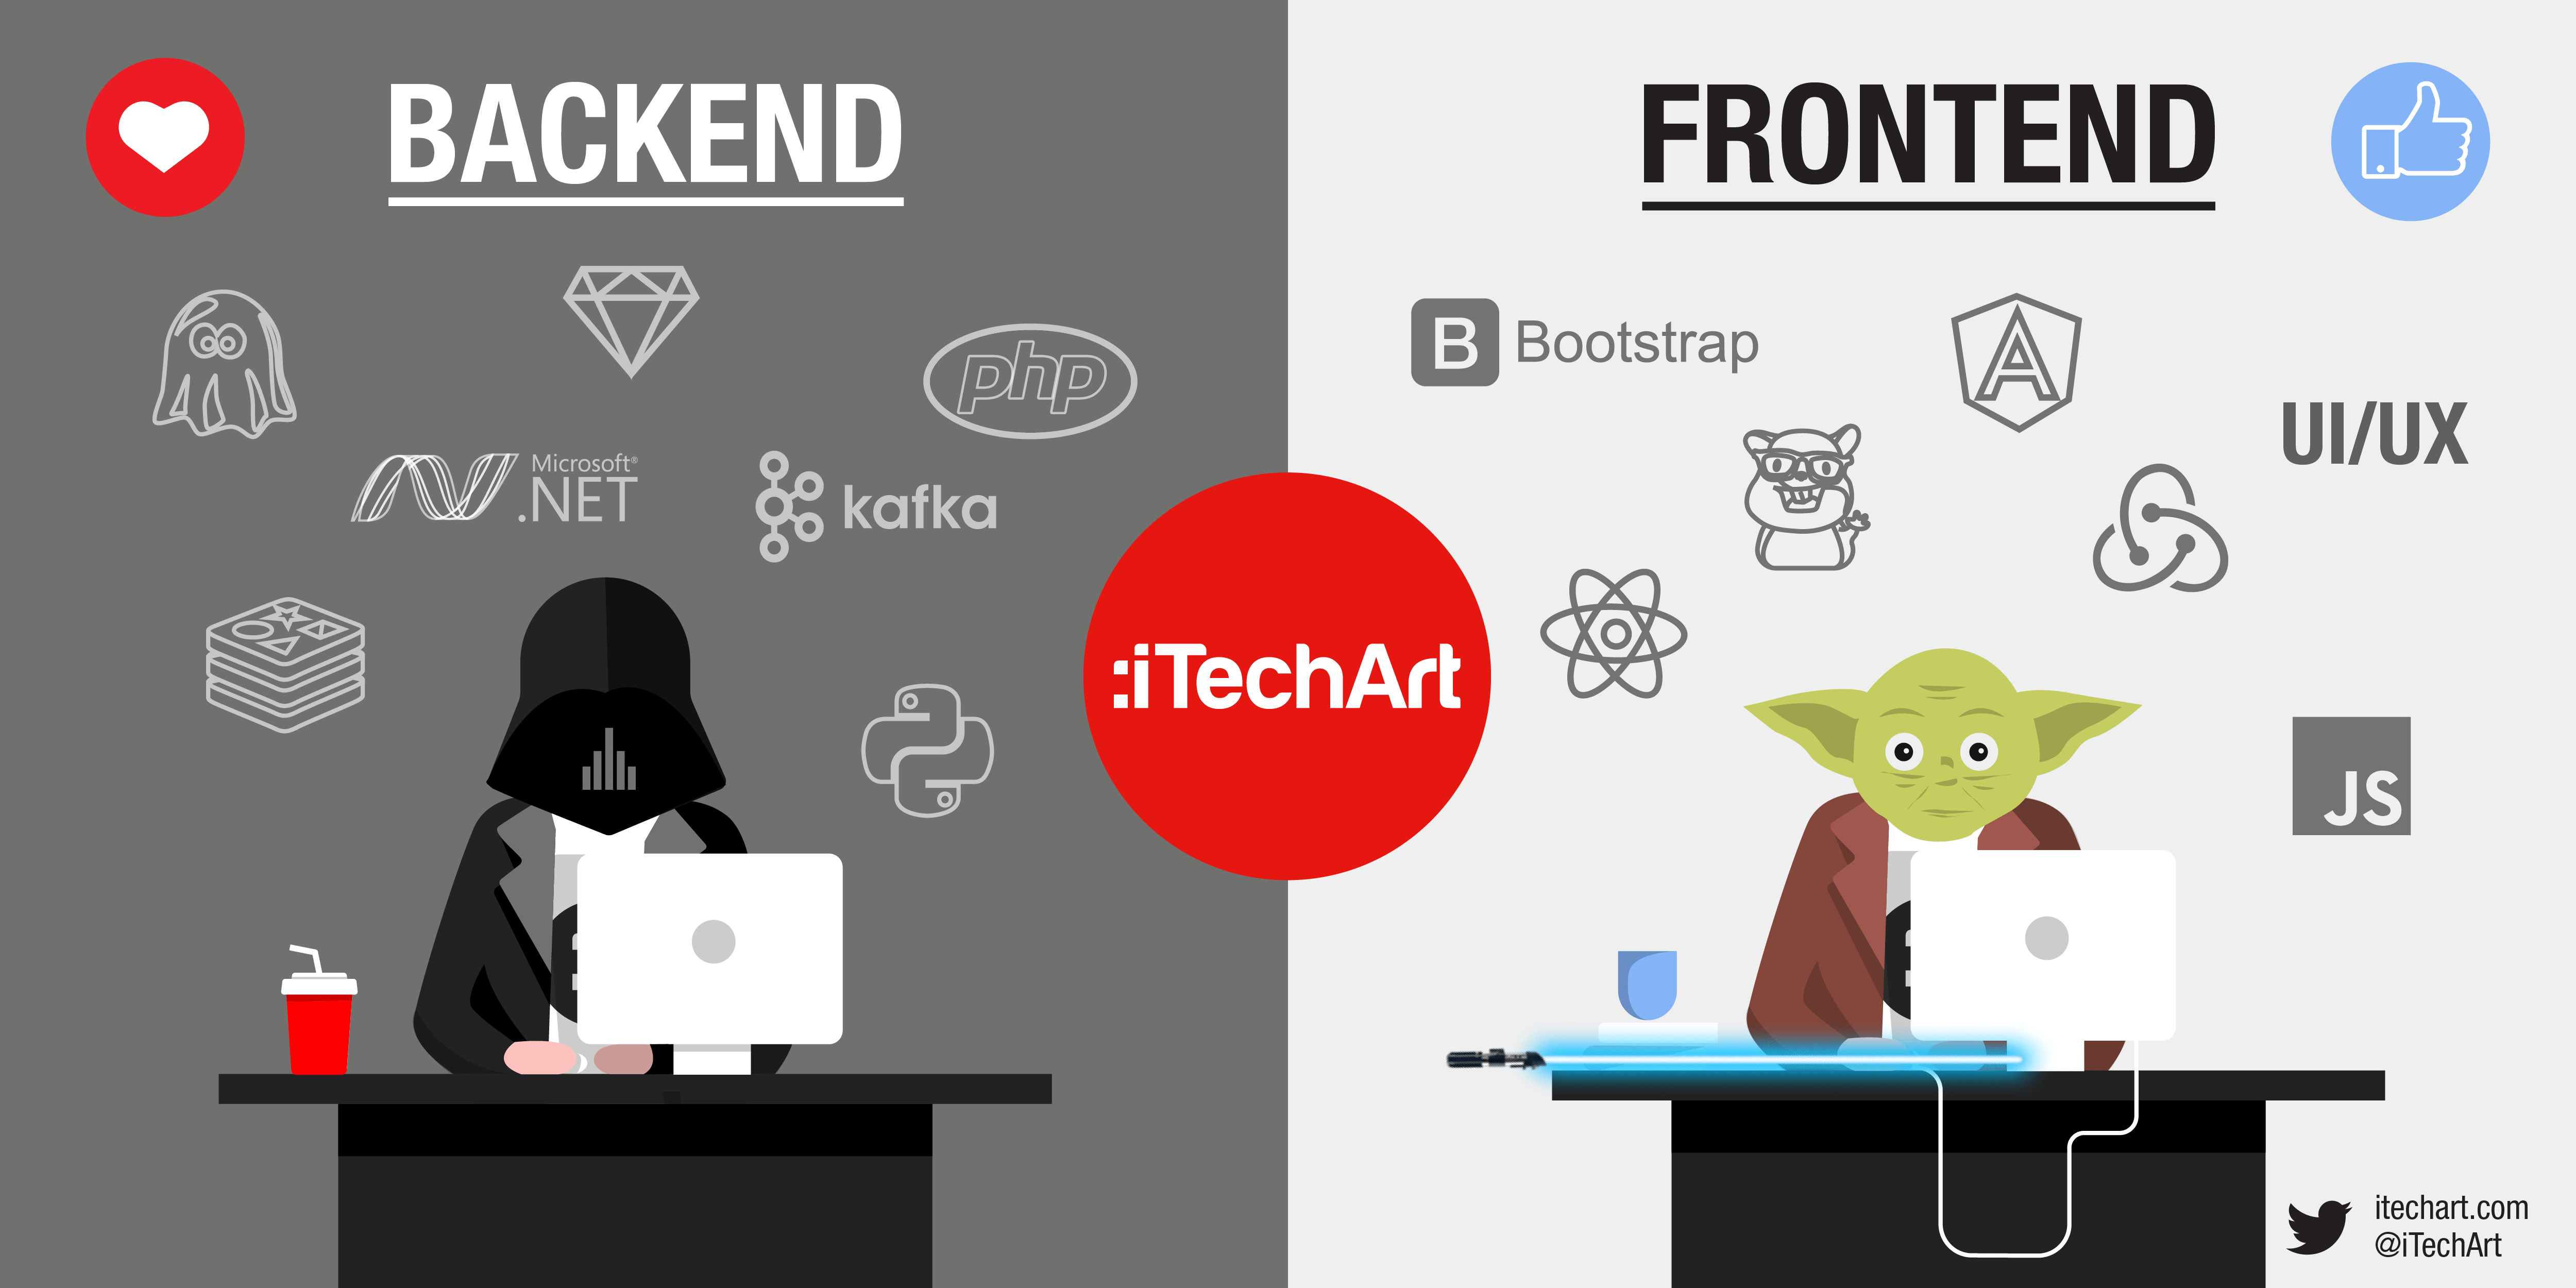 BACKEND
php
Microsoft®
.NET
kafka
:iTechArt
FRONTEND
B Bootstrap
A
UI/UX
JS
itechart.com
@iTechArt